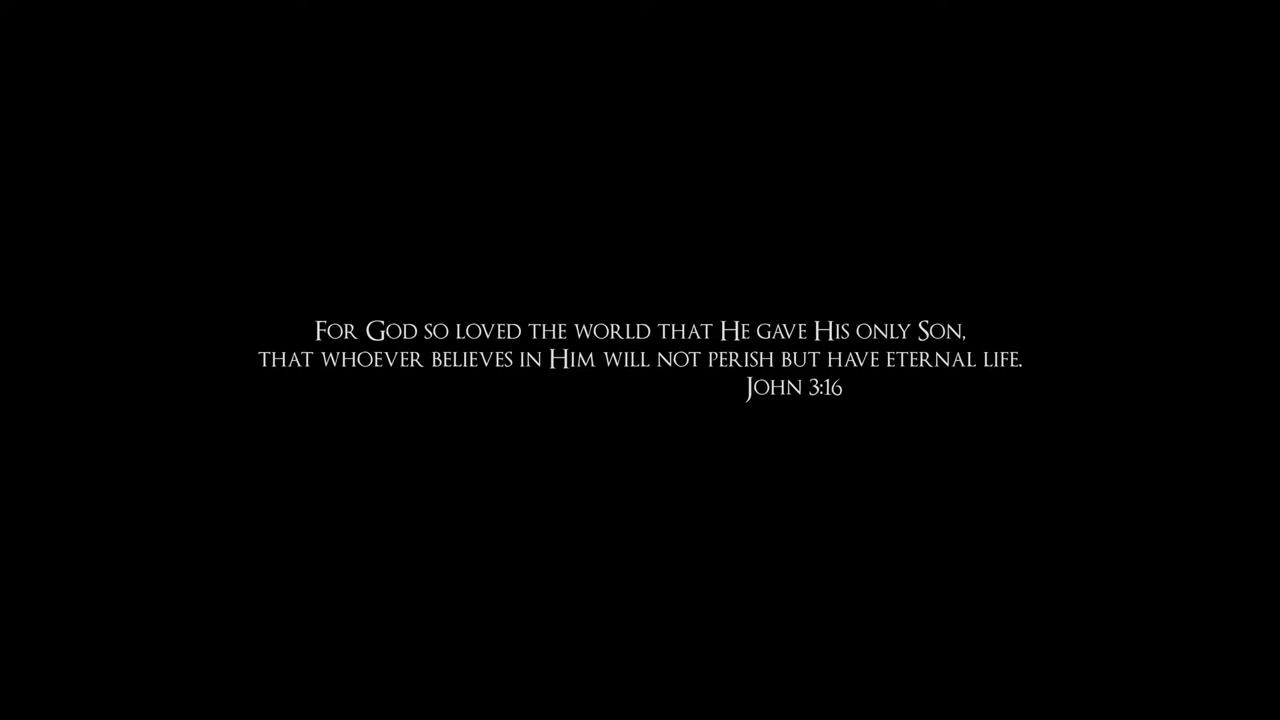 For God so loved the world that He gave His only Son,
that whoever believes in Him will not perish but have eternal life.
John 3:16